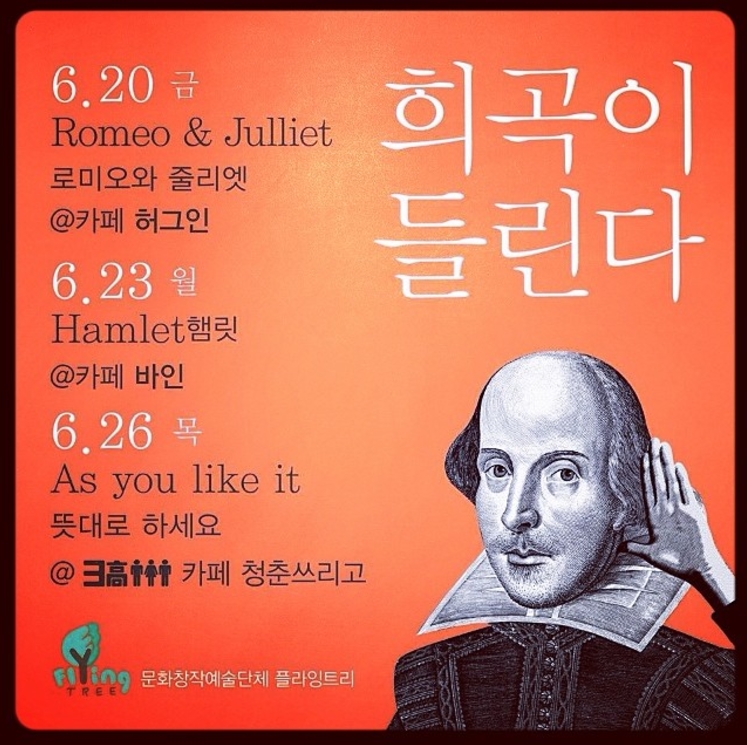 희곡이
들린다
6.20 금
Romeo & Julliet
로미오와 줄리엣
@카페 허그인
6.23 월
Hamlet햄릿
@카페 바인
6.26 목
As you like it
뜻대로 하세요
@ 3高 카페 청춘쓰리고
Flying
TREE
문화창작예술단체 플라잉트리